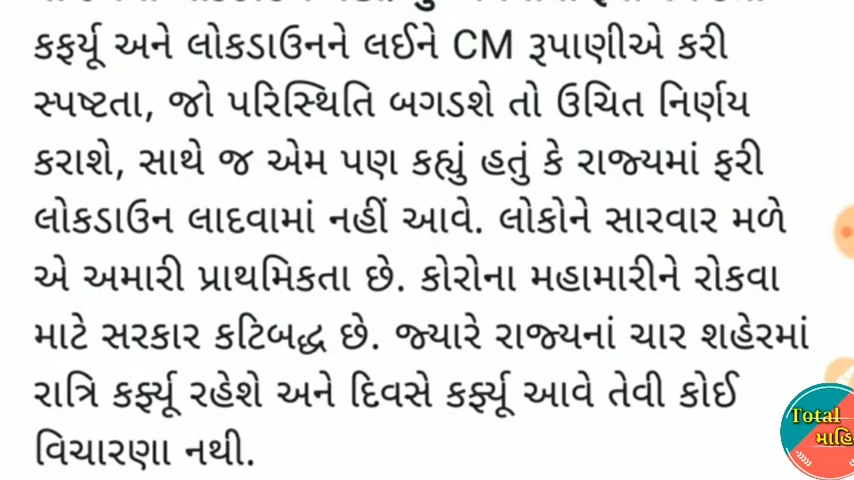 કફર્યૂ અને લોકડાઉનને લઈને CM રૂપાણીએ કરી
સ્પષ્ટતા, જો પરિસ્થિતિ બગડશે તો ઉચિત નિર્ણય
કરાશે, સાથે જ એમ પણ કહ્યું હતું કે રાજ્યમાં ફરી
લોકડાઉન લાદવામાં નહીં આવે. લોકોને સારવાર મળે
એ અમારી પ્રાથમિકતા છે. કોરોના મહામારીને રોકવા
માટે સરકાર કટિબદ્ધ છે. જ્યારે રાજ્યનાં ચાર શહેરમાં
રાત્રિ કર્ફ્યૂ રહેશે અને દિવસે કર્ફ્યૂ આવે તેવી કોઈ
વિચારણા નથી.
Total
માહિ